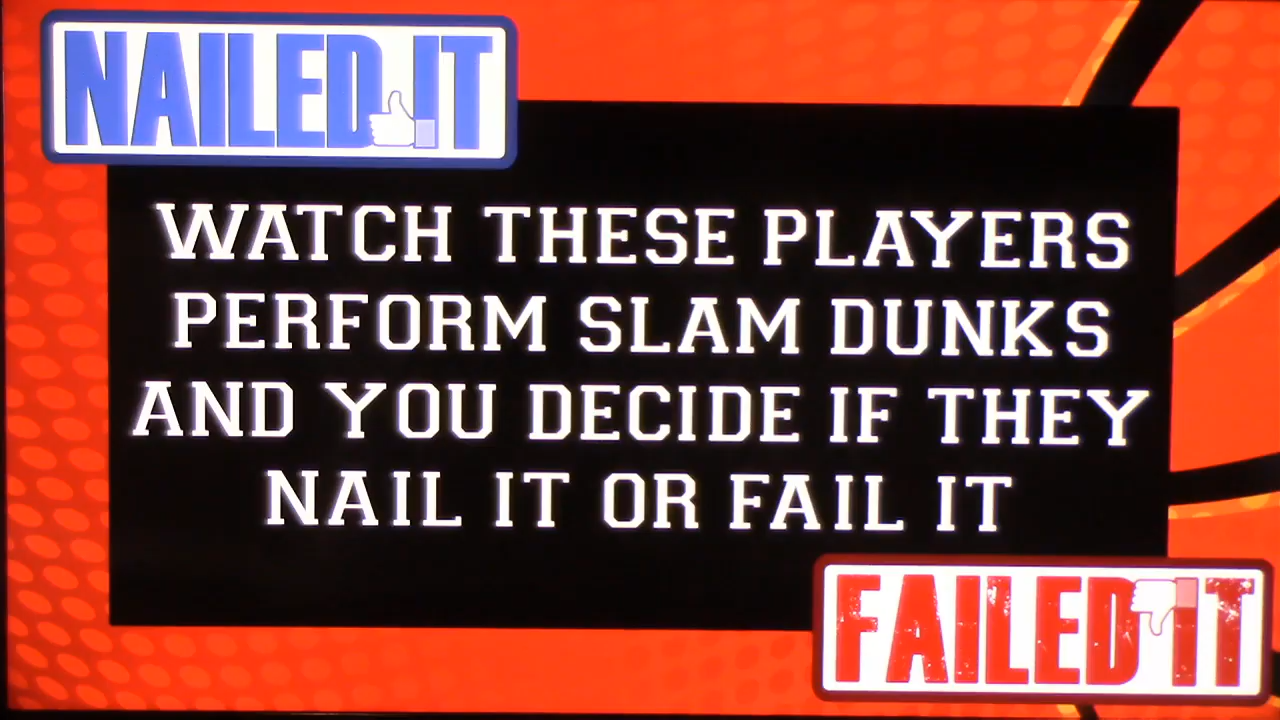 NAILED IT
WATCH THESE PLAYERS
PERFORM SLAM DUNKS
AND YOU DECIDE IF THEY
NAIL IT OR FAIL IT
FAILED IT